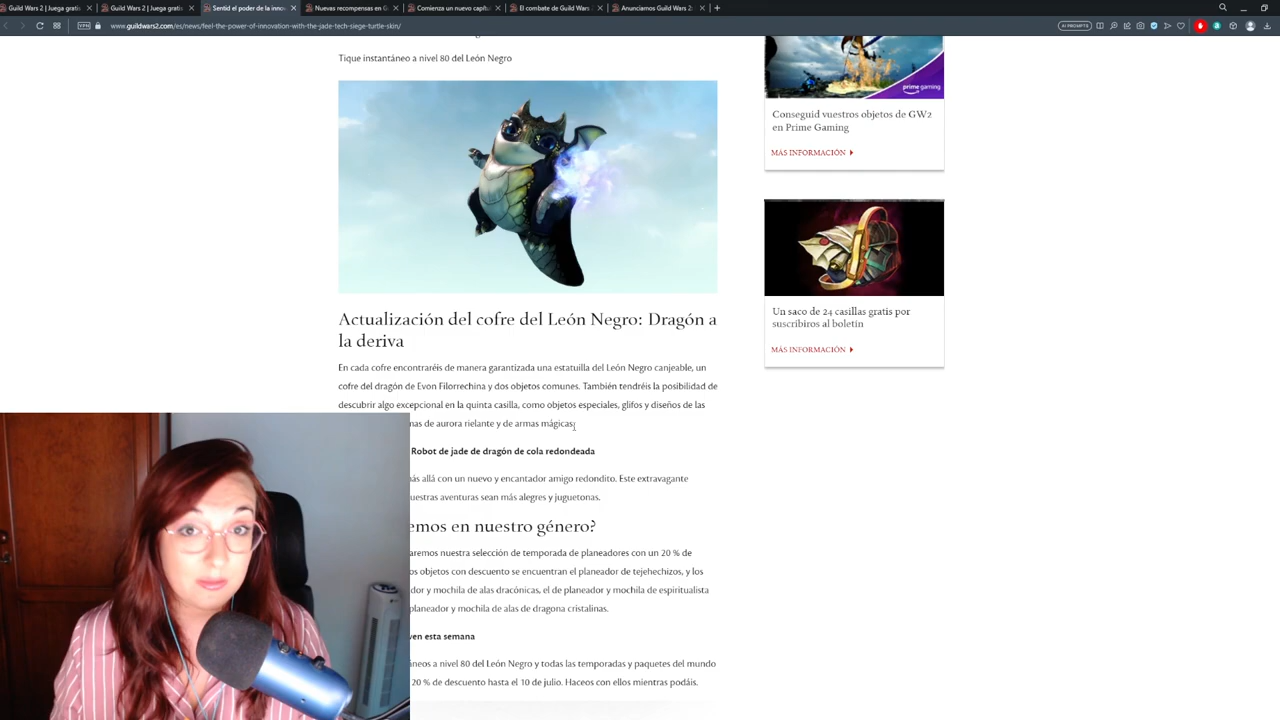 Guild Wars 2 | Juega gratis
Guild Wars 2 | Juega gratis
Sentid el poder de la inno
Nuevas recompensas en G
Comienza un nuevo capítu
El combate de Guild Wars
Anunciamos Guild Wars 2:
VPN
www.guildwars2.com/es/news/feel-the-power-of-innovation-with-the-jade-tech-siege-turtle-skin/
AI PROMPTS
Tique instantáneo a nivel 80 del León Negro
Actualización del cofre del León Negro: Dragón a
la deriva
En cada cofre encontraréis de manera garantizada una estatuilla del León Negro canjeable, un
cofre del dragón de Evon Filorrechina y dos objetos comunes. También tendréis la posibilidad de
descubrir algo excepcional en la quinta casilla, como objetos especiales, glifos y diseños de las
de aurora rielante y de armas mágicas:
Robot de jade de dragón de cola redondeada
más allá con un nuevo y encantador amigo redondito. Este extravagante
vuestras aventuras sean más alegres y juguetonas.
en nuestro género?
nuestra selección de temporada de planeadores con un 20 % de
objetos con descuento se encuentran el planeador de tejehechizos, y los
y mochila de alas dracónicas, el de planeador y mochila de espiritualista
planeador y mochila de alas de dragona cristalinas.
esta semana
a nivel 80 del León Negro y todas las temporadas y paquetes del mundo
20 % de descuento hasta el 10 de julio. Haceos con ellos mientras podáis.
prime gaming
Conseguid vuestros objetos de GW2
en Prime Gaming
MÁS INFORMACIÓN
Un saco de 24 casillas gratis por
suscribiros al boletín
MÁS INFORMACIÓN